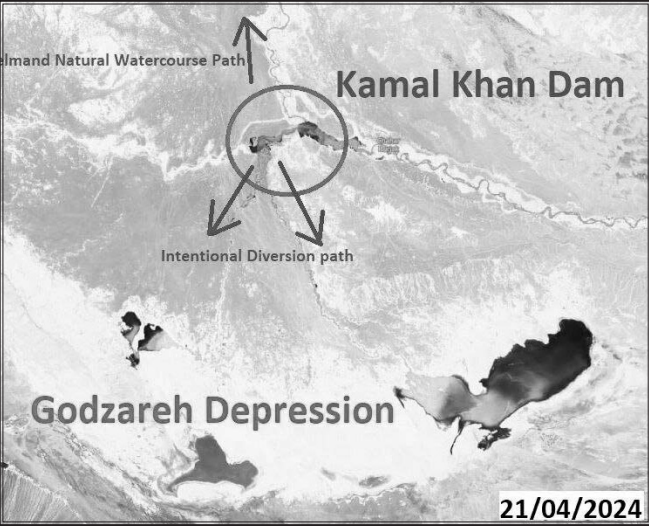 elmand Natural Watercourse Path
Kamal Khan Dam
Intentional Diversion path
Godzareh Depression
21/04/2024